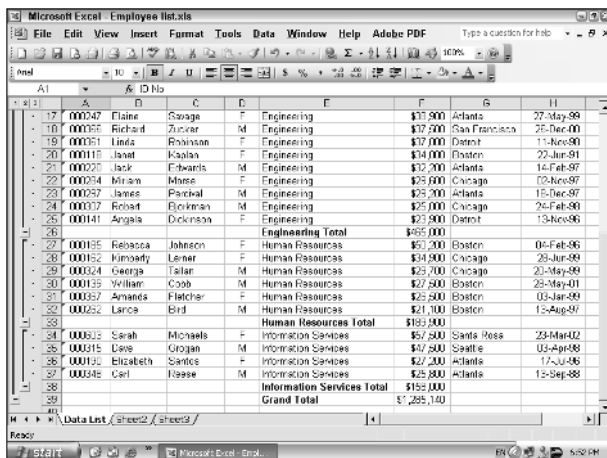 Microsoft Excel - Employee list.xls
File Edit View Insert Format Tools Data Window Help Adobe PDF Type a question for help
Arial 10 B I U $ % 100%
A1 fx ID No
1 2 3 A B C D E F G H
17 000247 Elaine Savage F Engineering Atlanta 27-May-99
18 Richard Zucker M Engineering $37,500 San Francisco 26-Dec-00
19 Linda Robinson F Engineering $37,000 Detroit 11-Nov-90
20 000118 Janet Kaplan F Engineering $34,000 Boston 22-Jun-91
21 000220 Jack Edwards M Engineering $32,200 Atlanta 14-Feb-97
22 Miriam Morse F Engineering $29,600 Chicago 02-Nov-97
23 000297 James Percival M Engineering $29,200 Atlanta 18-Dec-97
24 000307 Robert Bjorkman M Engineering $25,000 Chicago 24-Feb-98
25 000141 Angela Dickinson F Engineering $23,900 Detroit 13-Nov-96
26 Engineering Total $465,000
27 000185 Rebecca Johnson F Human Resources $50,200 Boston 04-Feb-96
28 000162 Kimberly Lerner F Human Resources $34,900 Chicago 28-Jun-99
29 000324 George Tallan M Human Resources $29,700 Chicago 20-May-99
30 000139 William Cobb M Human Resources $27,500 Boston 28-May-01
31 Amanda Fletcher F Human Resources $26,500 Boston 03-Jan-99
32 Lance Bird M Human Resources $21,100 Boston 13-Aug-97
33 Human Resources Total $189,900
34 000603 Sarah Michaels F Information Services $57,500 Santa Rosa 23-Mar-02
35 000315 Dave Grogan M Information Services $47,500 Seattle 03-Apr-98
36 000190 Elizabeth Santos F Information Services $27,200 Atlanta 17-Jul-96
37 000348 Carl Reese M Information Services $25,800 Atlanta 13-Sep-88
38 Information Services Total $158,000
39 Grand Total $1,285,140
40
Data List / Sheet2 / Sheet3 /
Ready
start Microsoft Excel - Empl... EN 5:52 PM